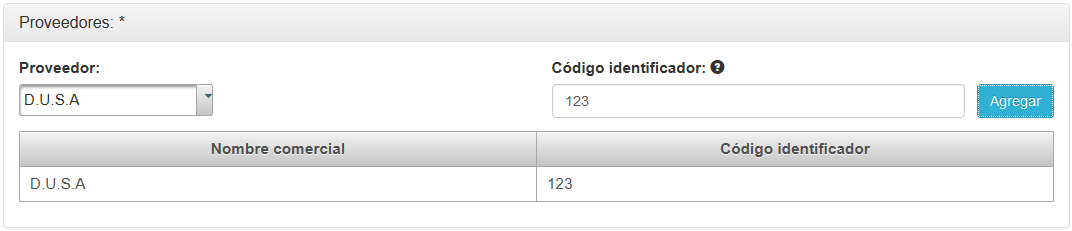 Proveedores: *
Proveedor:
Código identificador:
D.U.S.A
123
Agregar
Nombre comercial
Código identificador
D.U.S.A
123